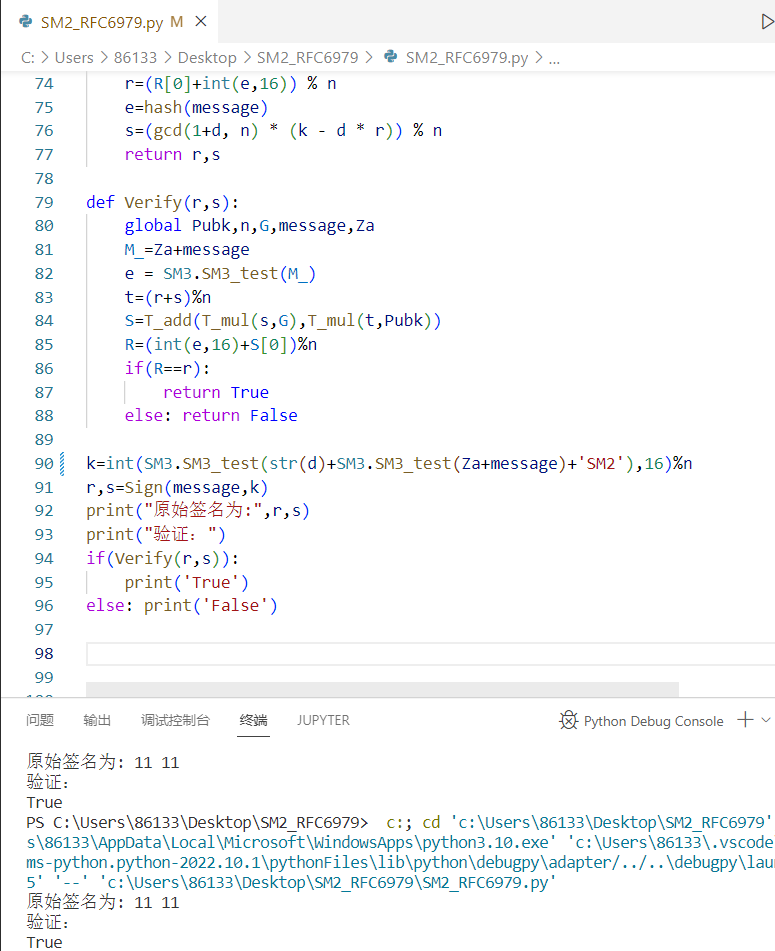 SM2_RFC6979.py M ×
C: > Users > 86133 > Desktop > SM2_RFC6979 > SM2_RFC6979.py > ...
74 r=(R[0]+int(e,16)) % n
75 e=hash(message)
76 s=(gcd(1+d, n) * (k - d * r)) % n
77 return r,s
78
79 def Verify(r,s):
80 global Pubk,n,G,message,Za
81 M_=Za+message
82 e = SM3.SM3_test(M_)
83 t=(r+s)%n
84 S=T_add(T_mul(s,G),T_mul(t,Pubk))
85 R=(int(e,16)+S[0])%n
86 if(R==r):
87 return True
88 else: return False
89
90 k=int(SM3.SM3_test(str(d)+SM3.SM3_test(Za+message)+'SM2'),16)%n
91 r,s=Sign(message,k)
92 print("原始签名为:",r,s)
93 print("验证：")
94 if(Verify(r,s)):
95 print('True')
96 else: print('False')
97
98
99
问题 输出 调试控制台 终端 JUPYTER Python Debug Console
原始签名为: 11 11
验证：
True
PS C:\Users\86133\Desktop\SM2_RFC6979> c:; cd 'c:\Users\86133\Desktop\SM2_RFC6979'
s\86133\AppData\Local\Microsoft\WindowsApps\python3.10.exe' 'c:\Users\86133\.vscode
ms-python.python-2022.10.1\pythonFiles\lib\python\debugpy\adapter/../..\debugpy\lau
5' '--' 'c:\Users\86133\Desktop\SM2_RFC6979\SM2_RFC6979.py'
原始签名为: 11 11
验证：
True